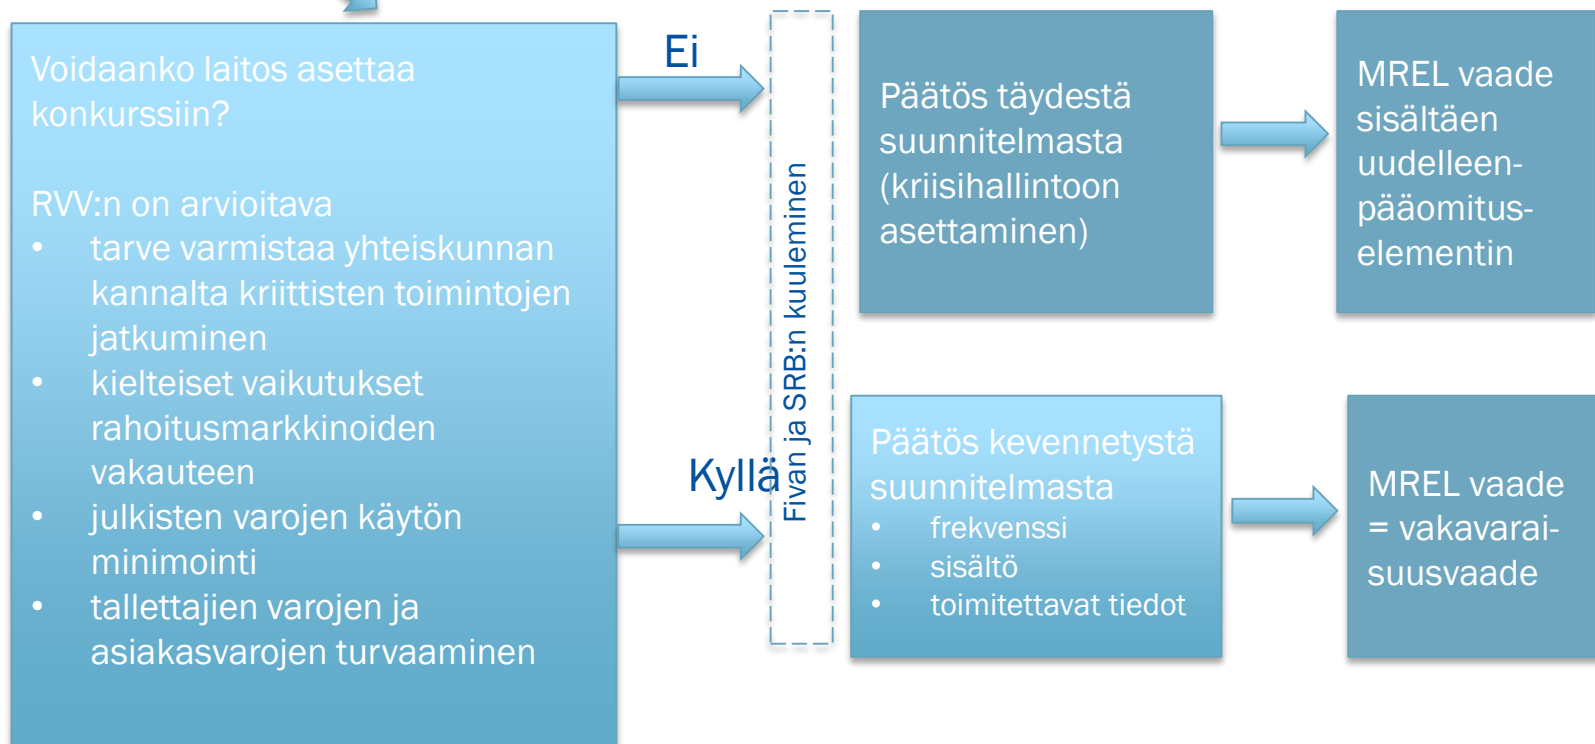 Voidaanko laitos asettaa
konkurssiin?
RVV:n on arvioitava
• tarve varmistaa yhteiskunnan
kannalta kriittisten toimintojen
jatkuminen
• kielteiset vaikutukset
rahoitusmarkkinoiden
vakauteen
• julkisten varojen käytön
minimointi
• tallettajien varojen ja
asiakasvarojen turvaaminen
Ei
Kyllä
Fivan ja SRB:n kuuleminen
Päätös täydestä
suunnitelmasta
(kriisihallintoon
asettaminen)
MREL vaade
sisältäen
uudelleen-
pääomitus-
elementin
Päätös kevennetystä
suunnitelmasta
• frekvenssi
• sisältö
• toimitettavat tiedot
MREL vaade
= vakavarai-
suusvaade